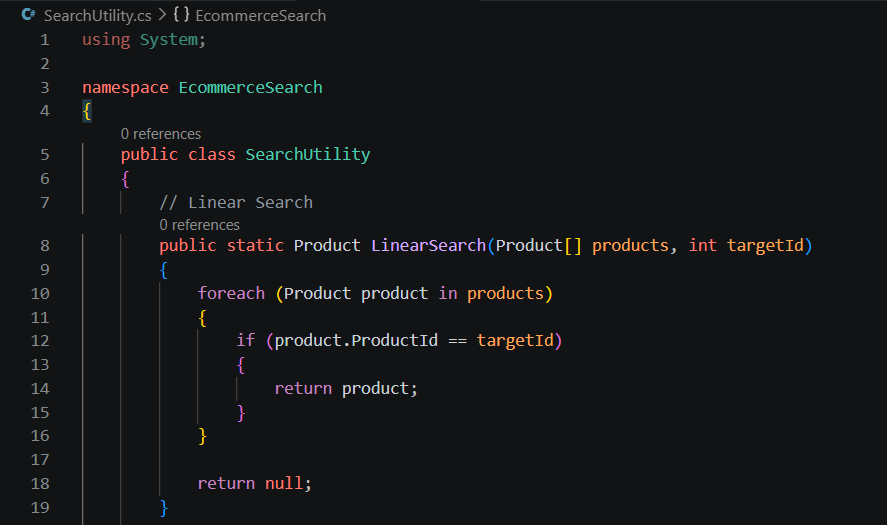 SearchUtility.cs > {} EcommerceSearch
1 using System;
2
3 namespace EcommerceSearch
4 {
0 references
5 public class SearchUtility
6 {
7 // Linear Search
0 references
8 public static Product LinearSearch(Product[] products, int targetId)
9 {
10 foreach (Product product in products)
11 {
12 if (product.ProductId == targetId)
13 {
14 return product;
15 }
16 }
17
18 return null;
19 }